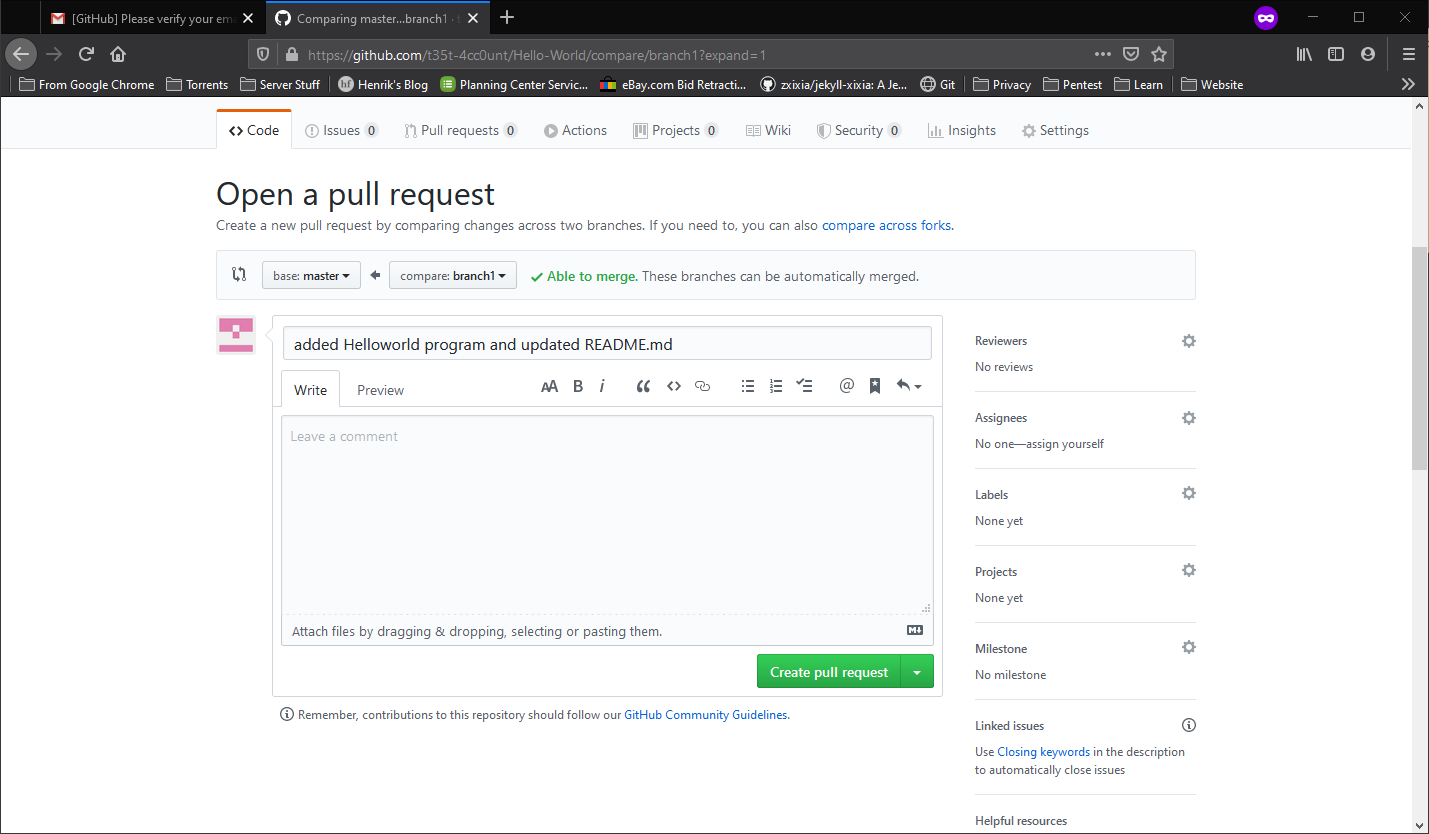 [GitHub] Please verify your ema
Comparing master...branch1 · t
https://github.com/t35t-4cc0unt/Hello-World/compare/branch1?expand=1
From Google Chrome Torrents Server Stuff hf Henrik's Blog Planning Center Servic... eBay.com Bid Retracti... zxixia/jekyll-xixia: A Je... Git Privacy Pentest Learn Website
Code Issues 0 Pull requests 0 Actions Projects 0 Wiki Security 0 Insights Settings
Open a pull request
Create a new pull request by comparing changes across two branches. If you need to, you can also compare across forks.
base: master compare: branch1 Able to merge. These branches can be automatically merged.
added Helloworld program and updated README.md
Write Preview AA B i
Leave a comment
Attach files by dragging & dropping, selecting or pasting them.
Create pull request
Remember, contributions to this repository should follow our GitHub Community Guidelines.
Reviewers
No reviews
Assignees
No one—assign yourself
Labels
None yet
Projects
None yet
Milestone
No milestone
Linked issues
Use Closing keywords in the description
to automatically close issues
Helpful resources